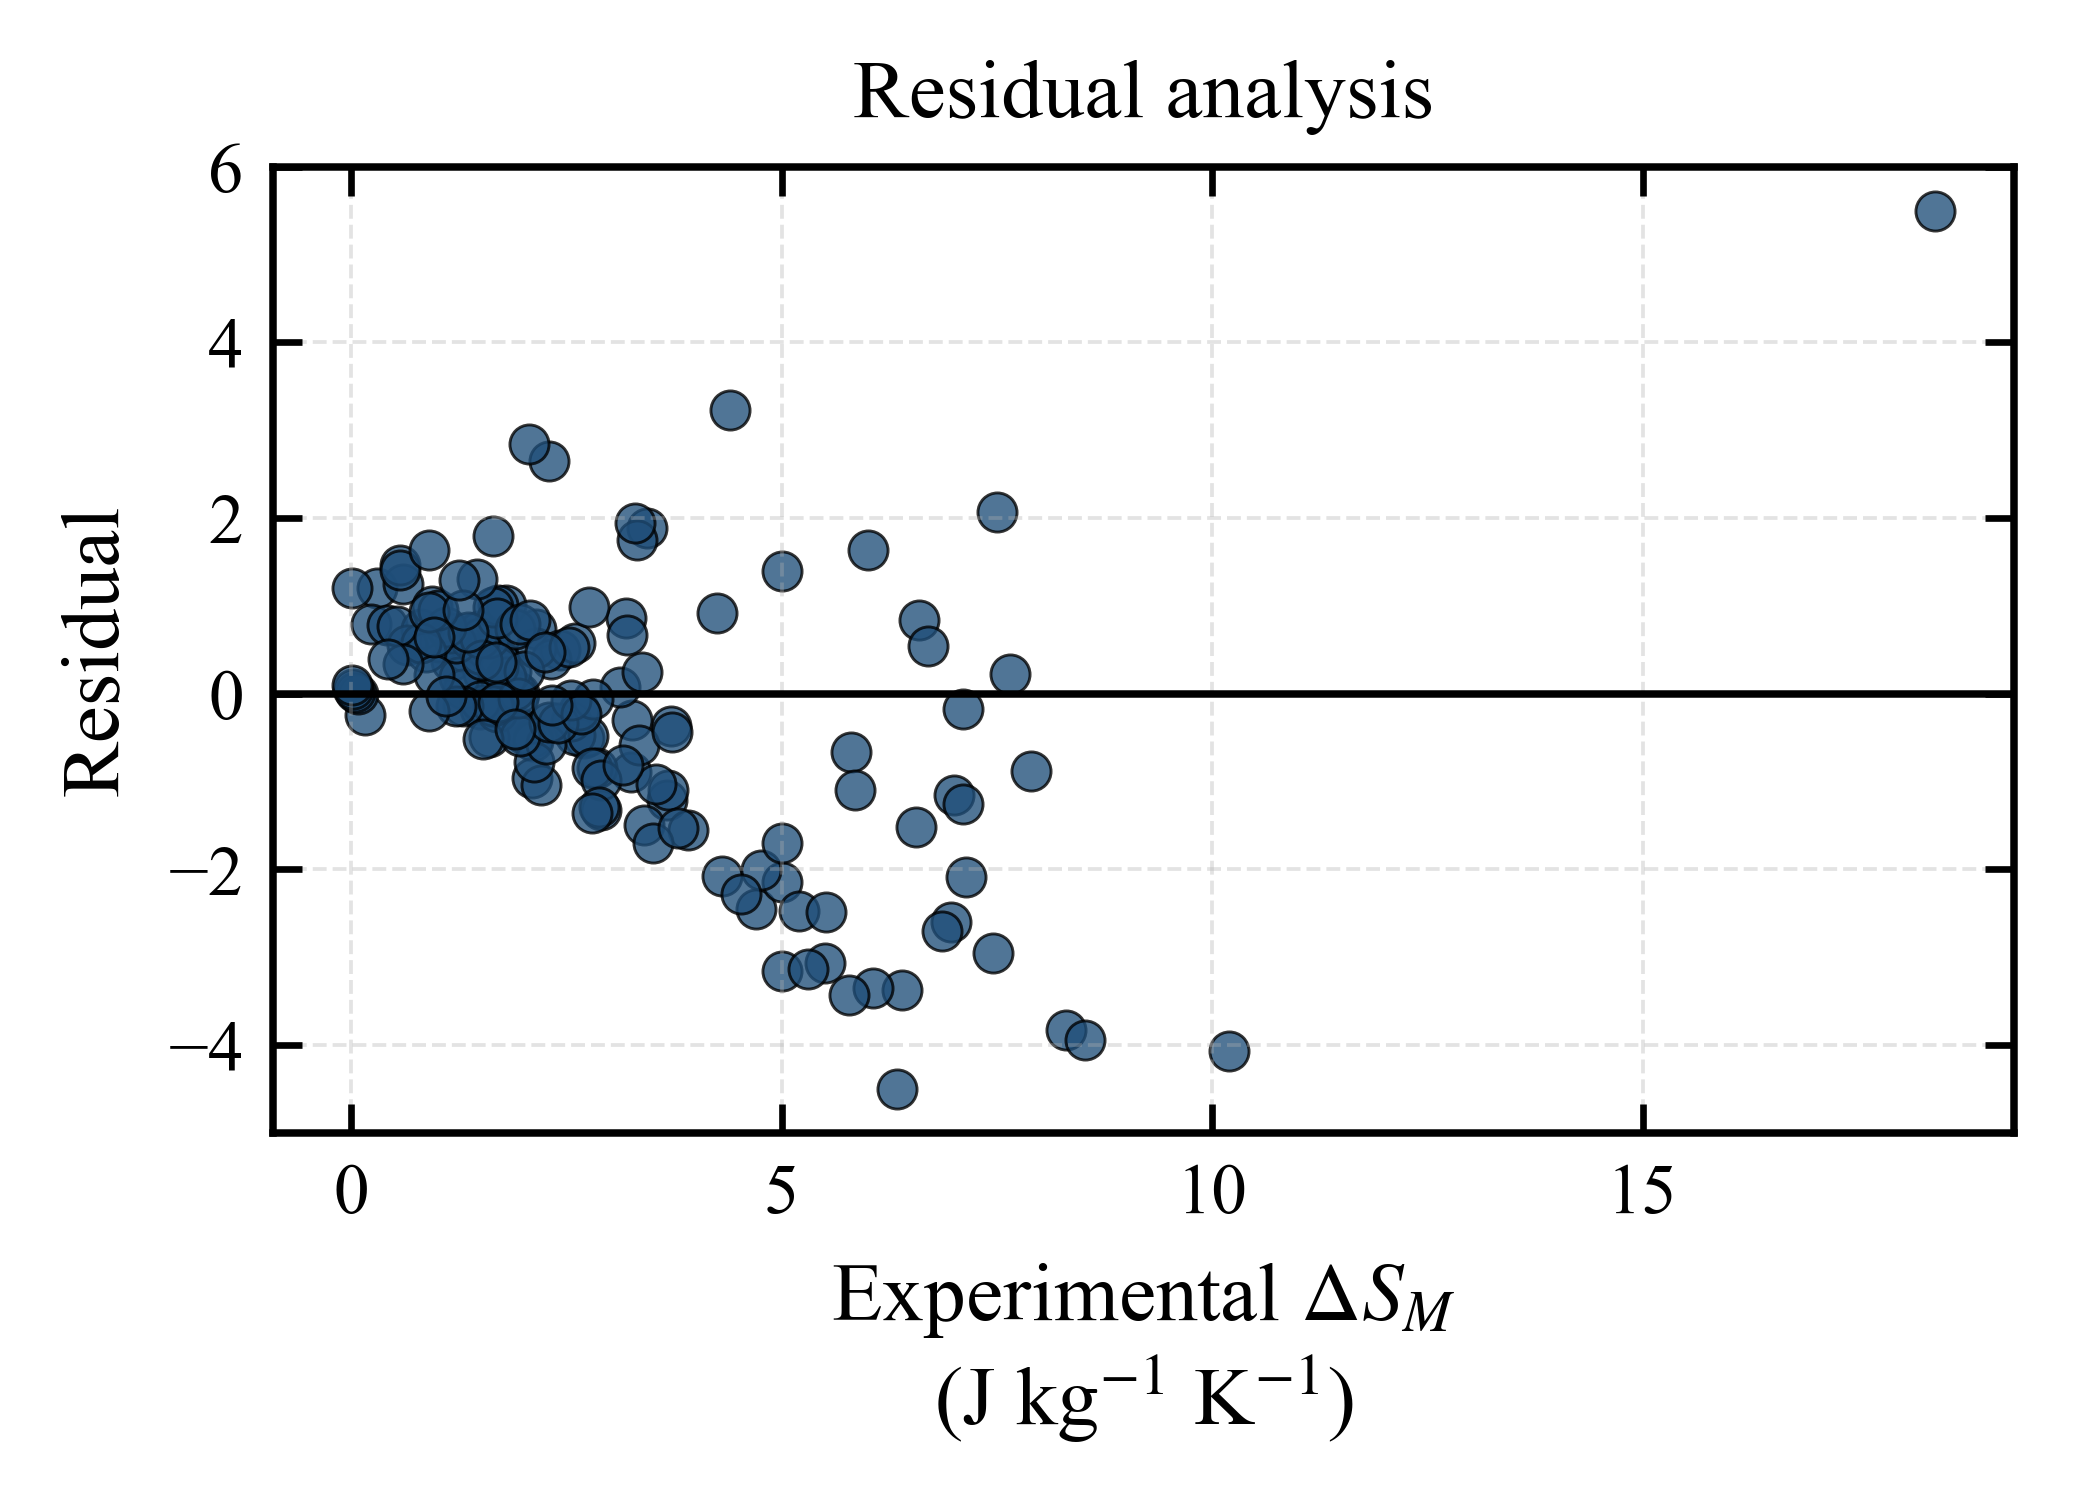 Residual analysis
6
4
2
0
−2
−4
Residual
0 5 10 15
Experimental Δ𝑆_𝑀
(J kg⁻¹ K⁻¹)